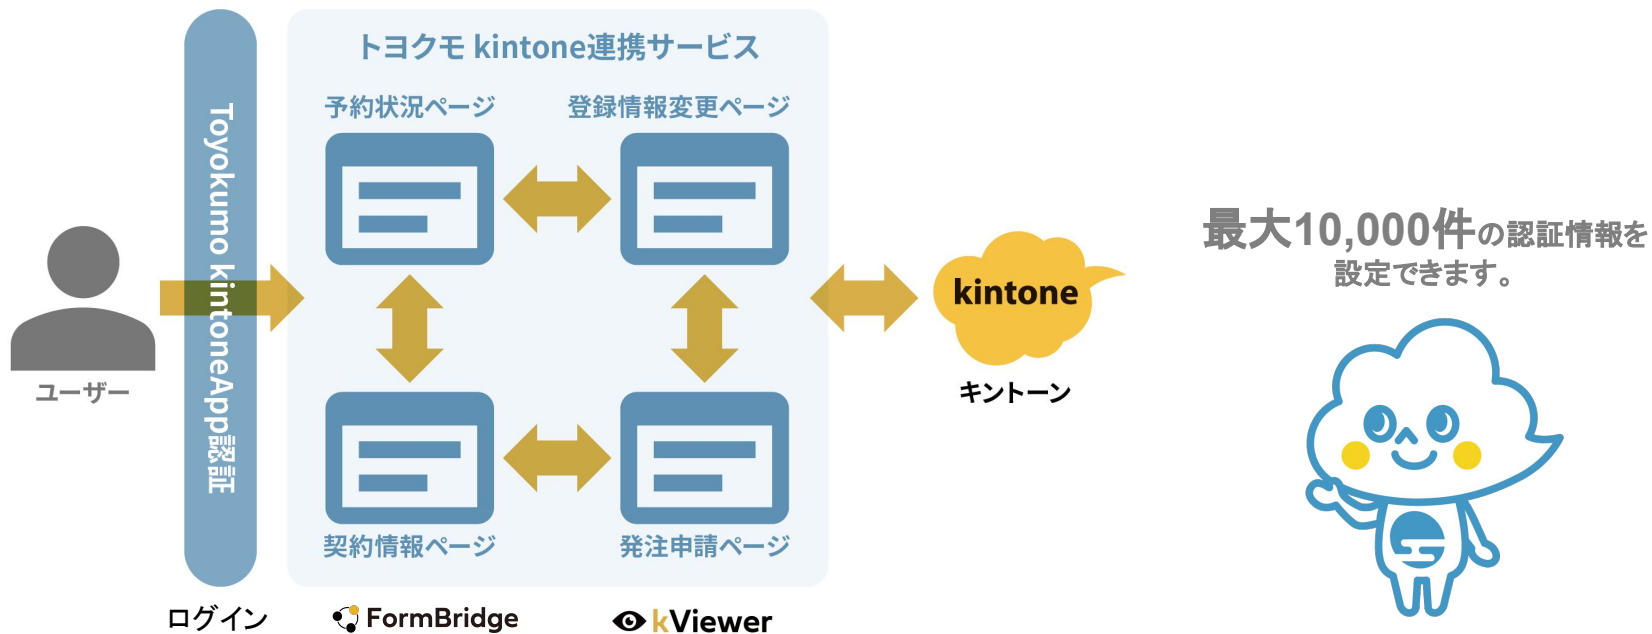 トヨクモ kintone連携サービス
予約状況ページ
登録情報変更ページ
Toyokumo kintoneApp認証
ユーザー
契約情報ページ
発注申請ページ
ログイン
FormBridge
kViewer
kintone
キントーン
最大10,000件の認証情報を
設定できます。